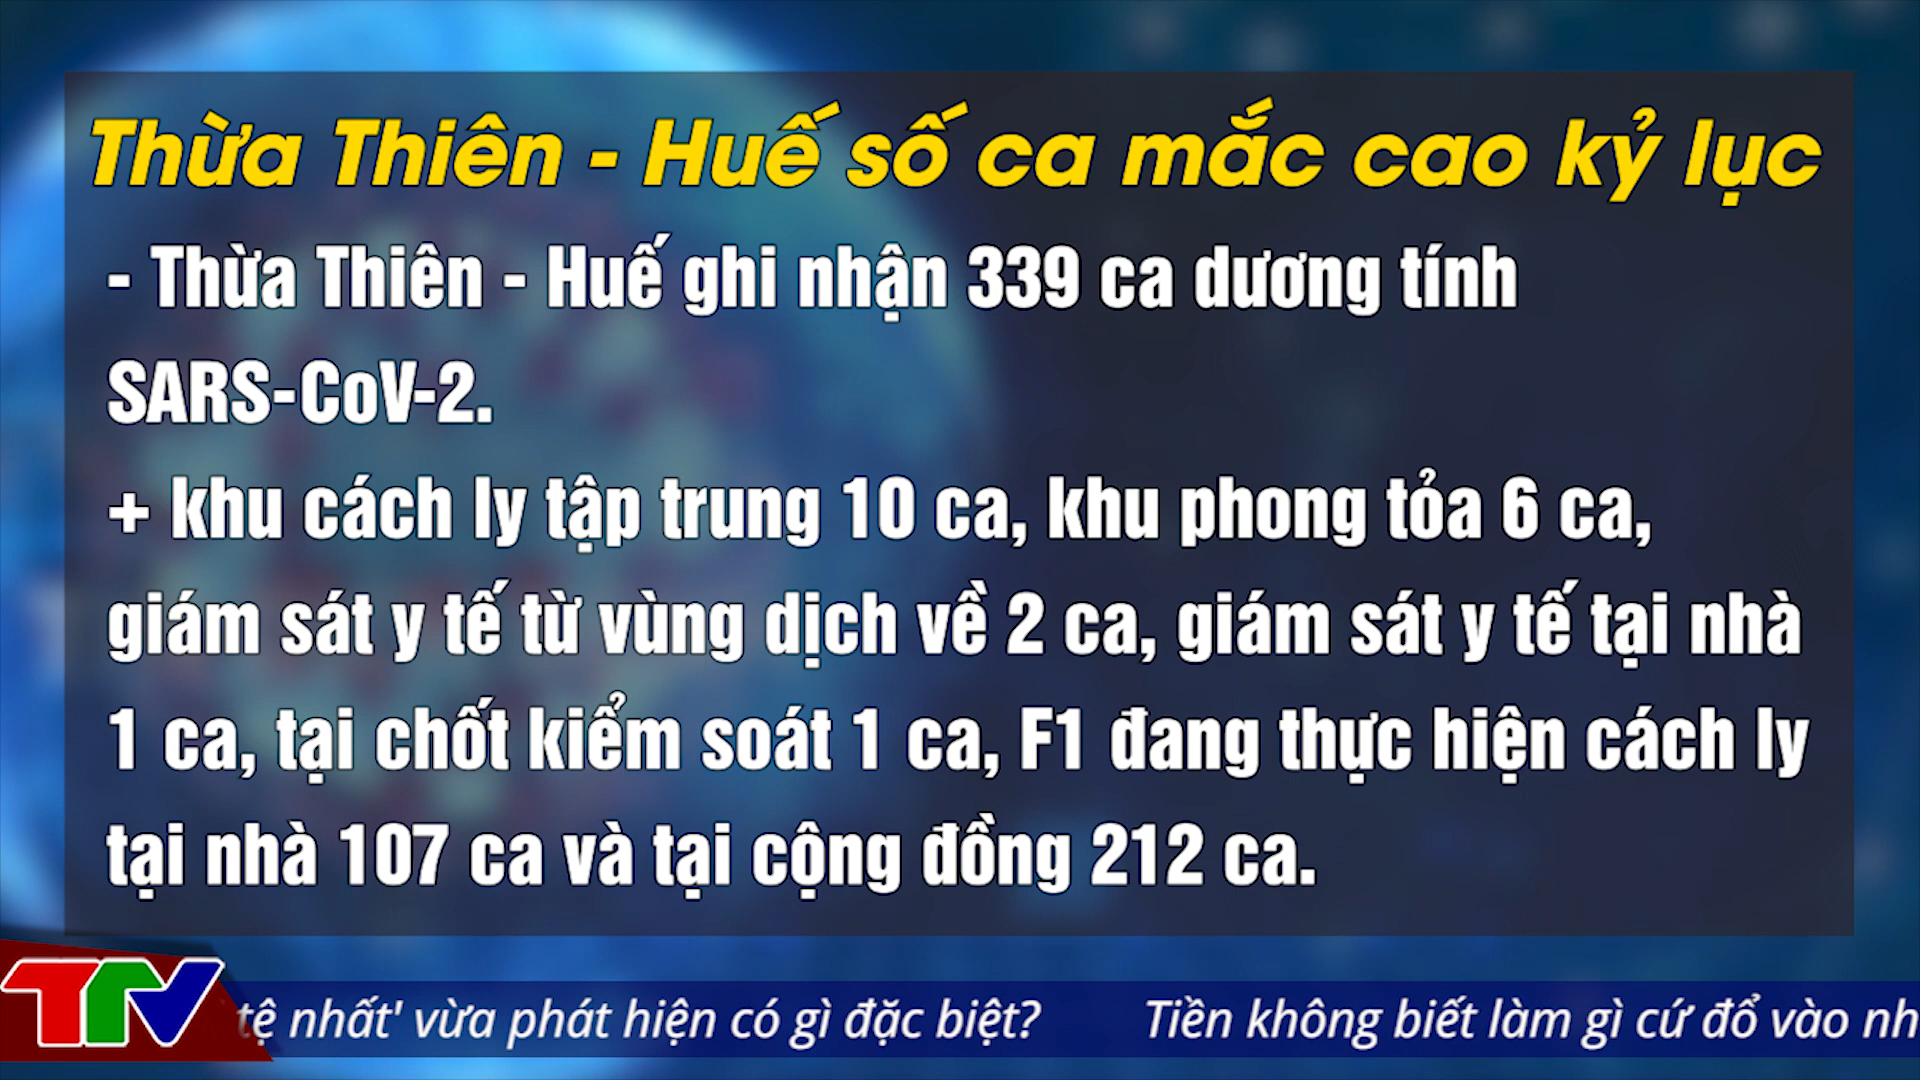 Thừa Thiên - Huế số ca mắc cao kỷ lục
- Thừa Thiên - Huế ghi nhận 339 ca dương tính
SARS-CoV-2.
+ khu cách ly tập trung 10 ca, khu phong tỏa 6 ca,
giám sát y tế từ vùng dịch về 2 ca, giám sát y tế tại nhà
1 ca, tại chốt kiểm soát 1 ca, F1 đang thực hiện cách ly
tại nhà 107 ca và tại cộng đồng 212 ca.
TTV
tệ nhất' vừa phát hiện có gì đặc biệt? Tiền không biết làm gì cứ đổ vào nh